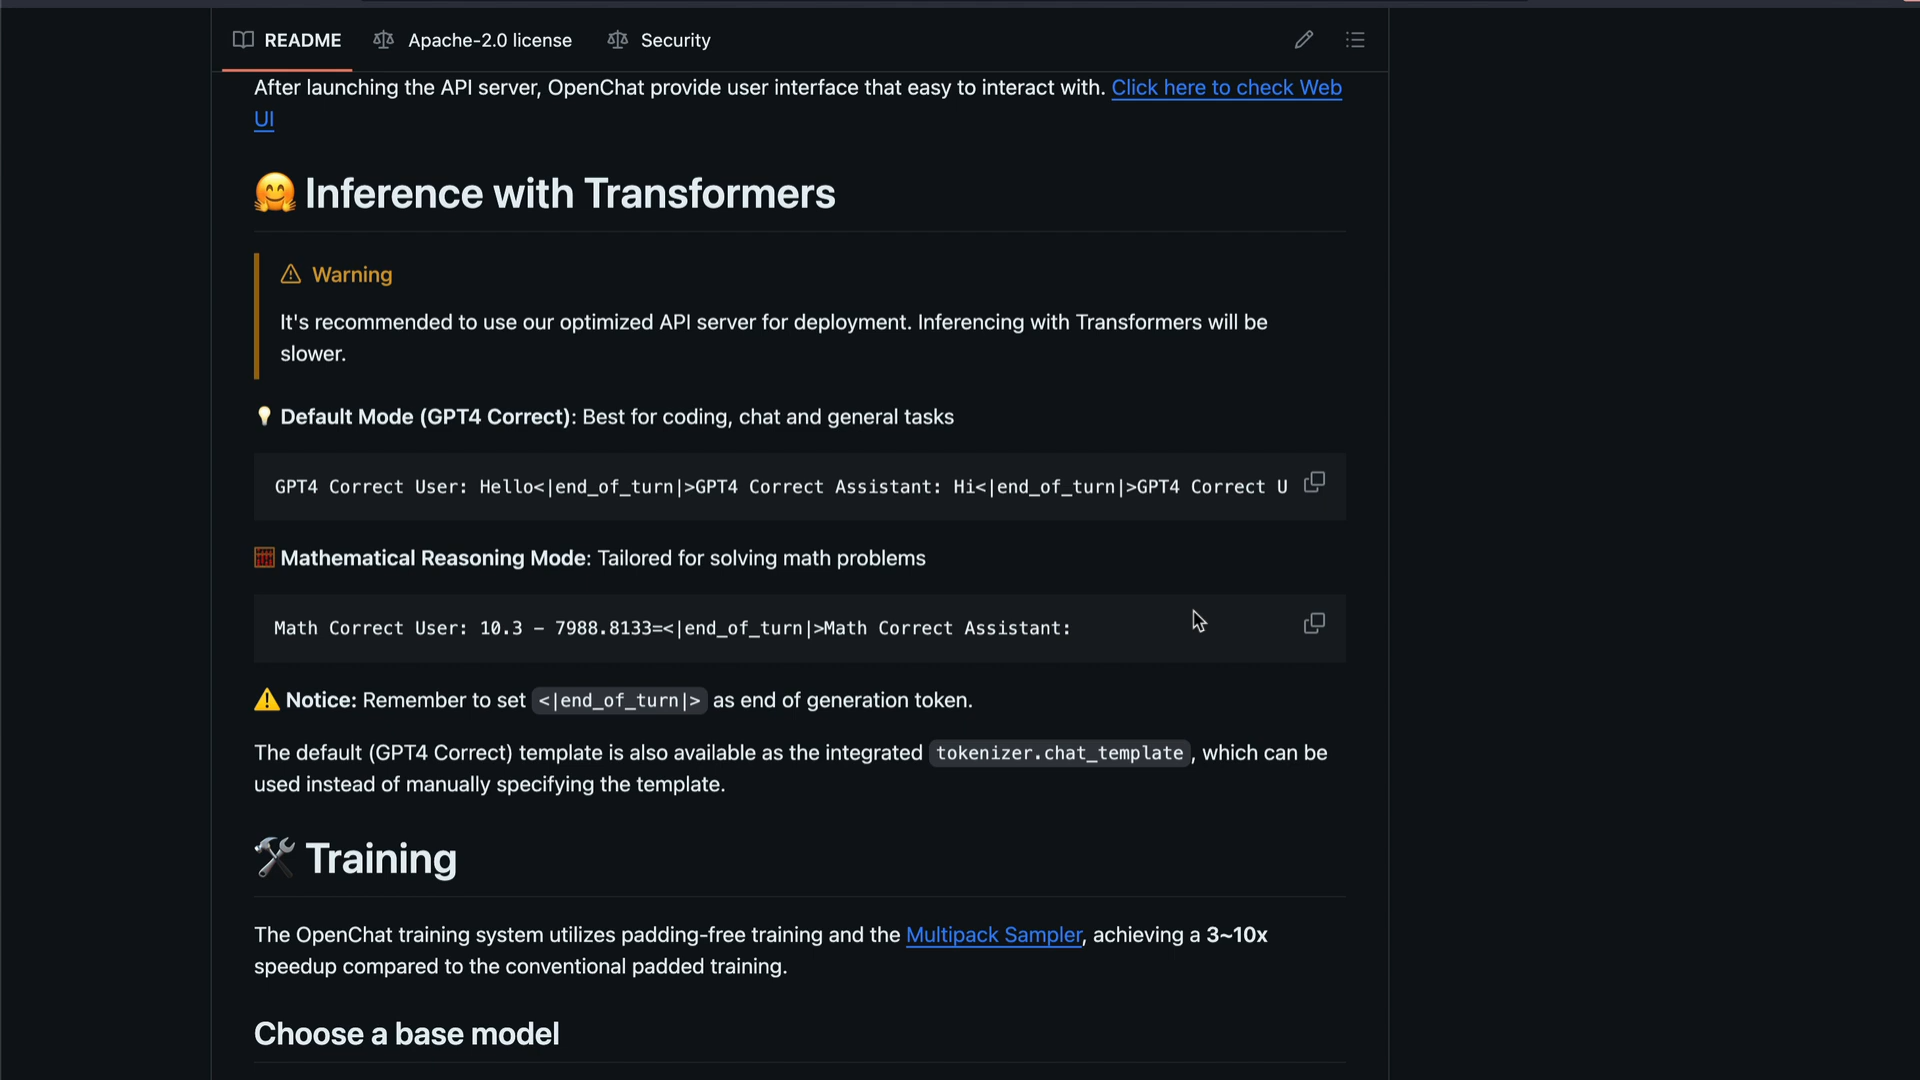 README Apache-2.0 license Security
After launching the API server, OpenChat provide user interface that easy to interact with. Click here to check Web
UI
🤗 Inference with Transformers
Warning
It's recommended to use our optimized API server for deployment. Inferencing with Transformers will be
slower.
💡 Default Mode (GPT4 Correct): Best for coding, chat and general tasks
GPT4 Correct User: Hello<|end_of_turn|>GPT4 Correct Assistant: Hi<|end_of_turn|>GPT4 Correct U
🧮 Mathematical Reasoning Mode: Tailored for solving math problems
Math Correct User: 10.3 − 7988.8133=<|end_of_turn|>Math Correct Assistant:
⚠️ Notice: Remember to set <|end_of_turn|> as end of generation token.
The default (GPT4 Correct) template is also available as the integrated tokenizer.chat_template, which can be
used instead of manually specifying the template.
🛠️ Training
The OpenChat training system utilizes padding-free training and the Multipack Sampler, achieving a 3~10x
speedup compared to the conventional padded training.
Choose a base model